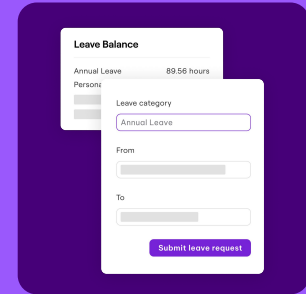 Leave Balance
Annual Leave 89.56 hours
Persona
Leave category
Annual Leave
From
To
Submit leave request